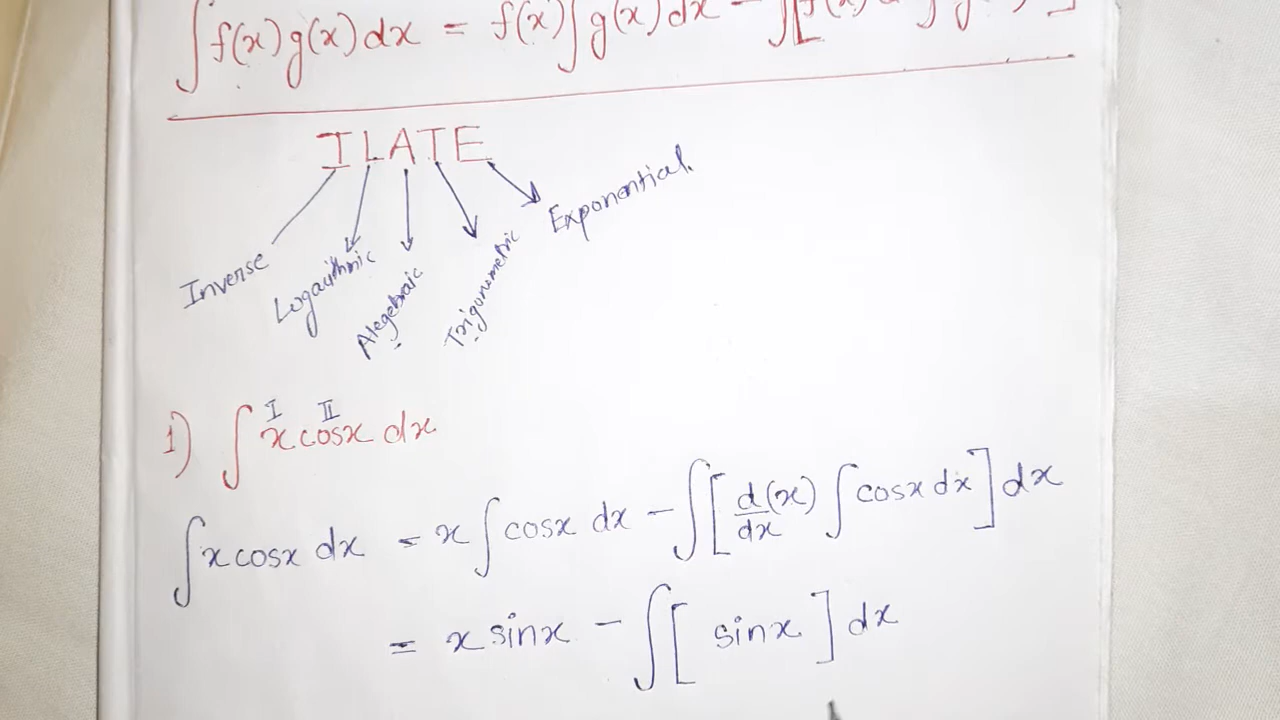 ∫f(x)g(x)dx = f(x)∫g(x)dx - ∫[
ILATE
Inverse
Logarithmic
Alegebraic
Trigonometric
Exponential.
I II
1) ∫ x cosx dx
∫x cosx dx = x∫cosx dx - ∫[d/dx (x) ∫cosx dx] dx
= x sinx - ∫[ sinx ] dx